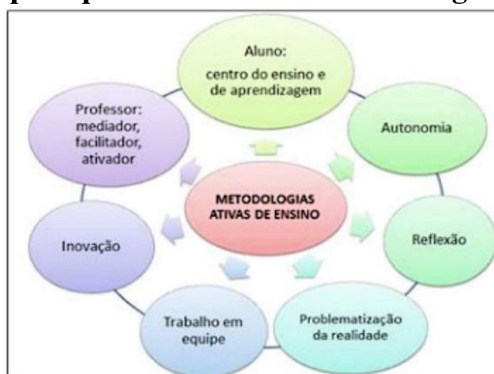 Aluno:
centro do ensino e
de aprendizagem
Professor:
mediador,
facilitador,
ativador
Autonomia
METODOLOGIAS
ATIVAS DE ENSINO
Inovação
Reflexão
Trabalho em
equipe
Problematização
da realidade